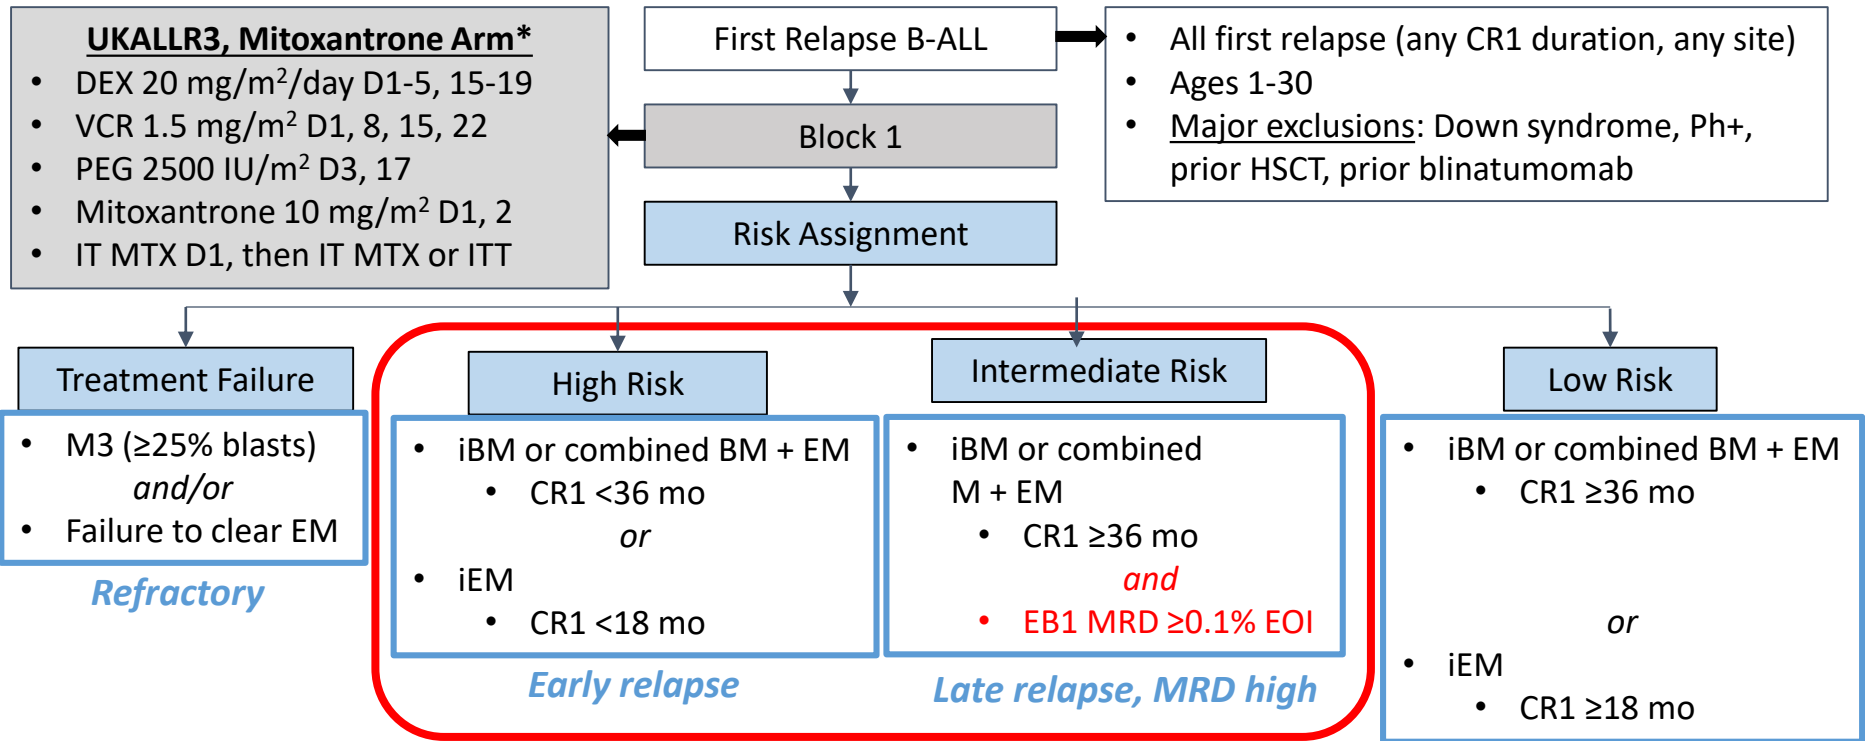 UKALLR3, Mitoxantrone Arm*
• DEX 20 mg/m²/day D1-5, 15-19
• VCR 1.5 mg/m² D1, 8, 15, 22
• PEG 2500 IU/m² D3, 17
• Mitoxantrone 10 mg/m² D1, 2
• IT MTX D1, then IT MTX or ITT
First Relapse B-ALL
Block 1
Risk Assignment
• All first relapse (any CR1 duration, any site)
• Ages 1-30
• Major exclusions: Down syndrome, Ph+,
prior HSCT, prior blinatumomab
Treatment Failure
• M3 (≥25% blasts)
and/or
• Failure to clear EM
Refractory
High Risk
• iBM or combined BM + EM
• CR1 <36 mo
or
• iEM
• CR1 <18 mo
Early relapse
Intermediate Risk
• iBM or combined
M + EM
• CR1 ≥36 mo
and
• EB1 MRD ≥0.1% EOI
Late relapse, MRD high
Low Risk
• iBM or combined BM + EM
• CR1 ≥36 mo
or
• iEM
• CR1 ≥18 mo